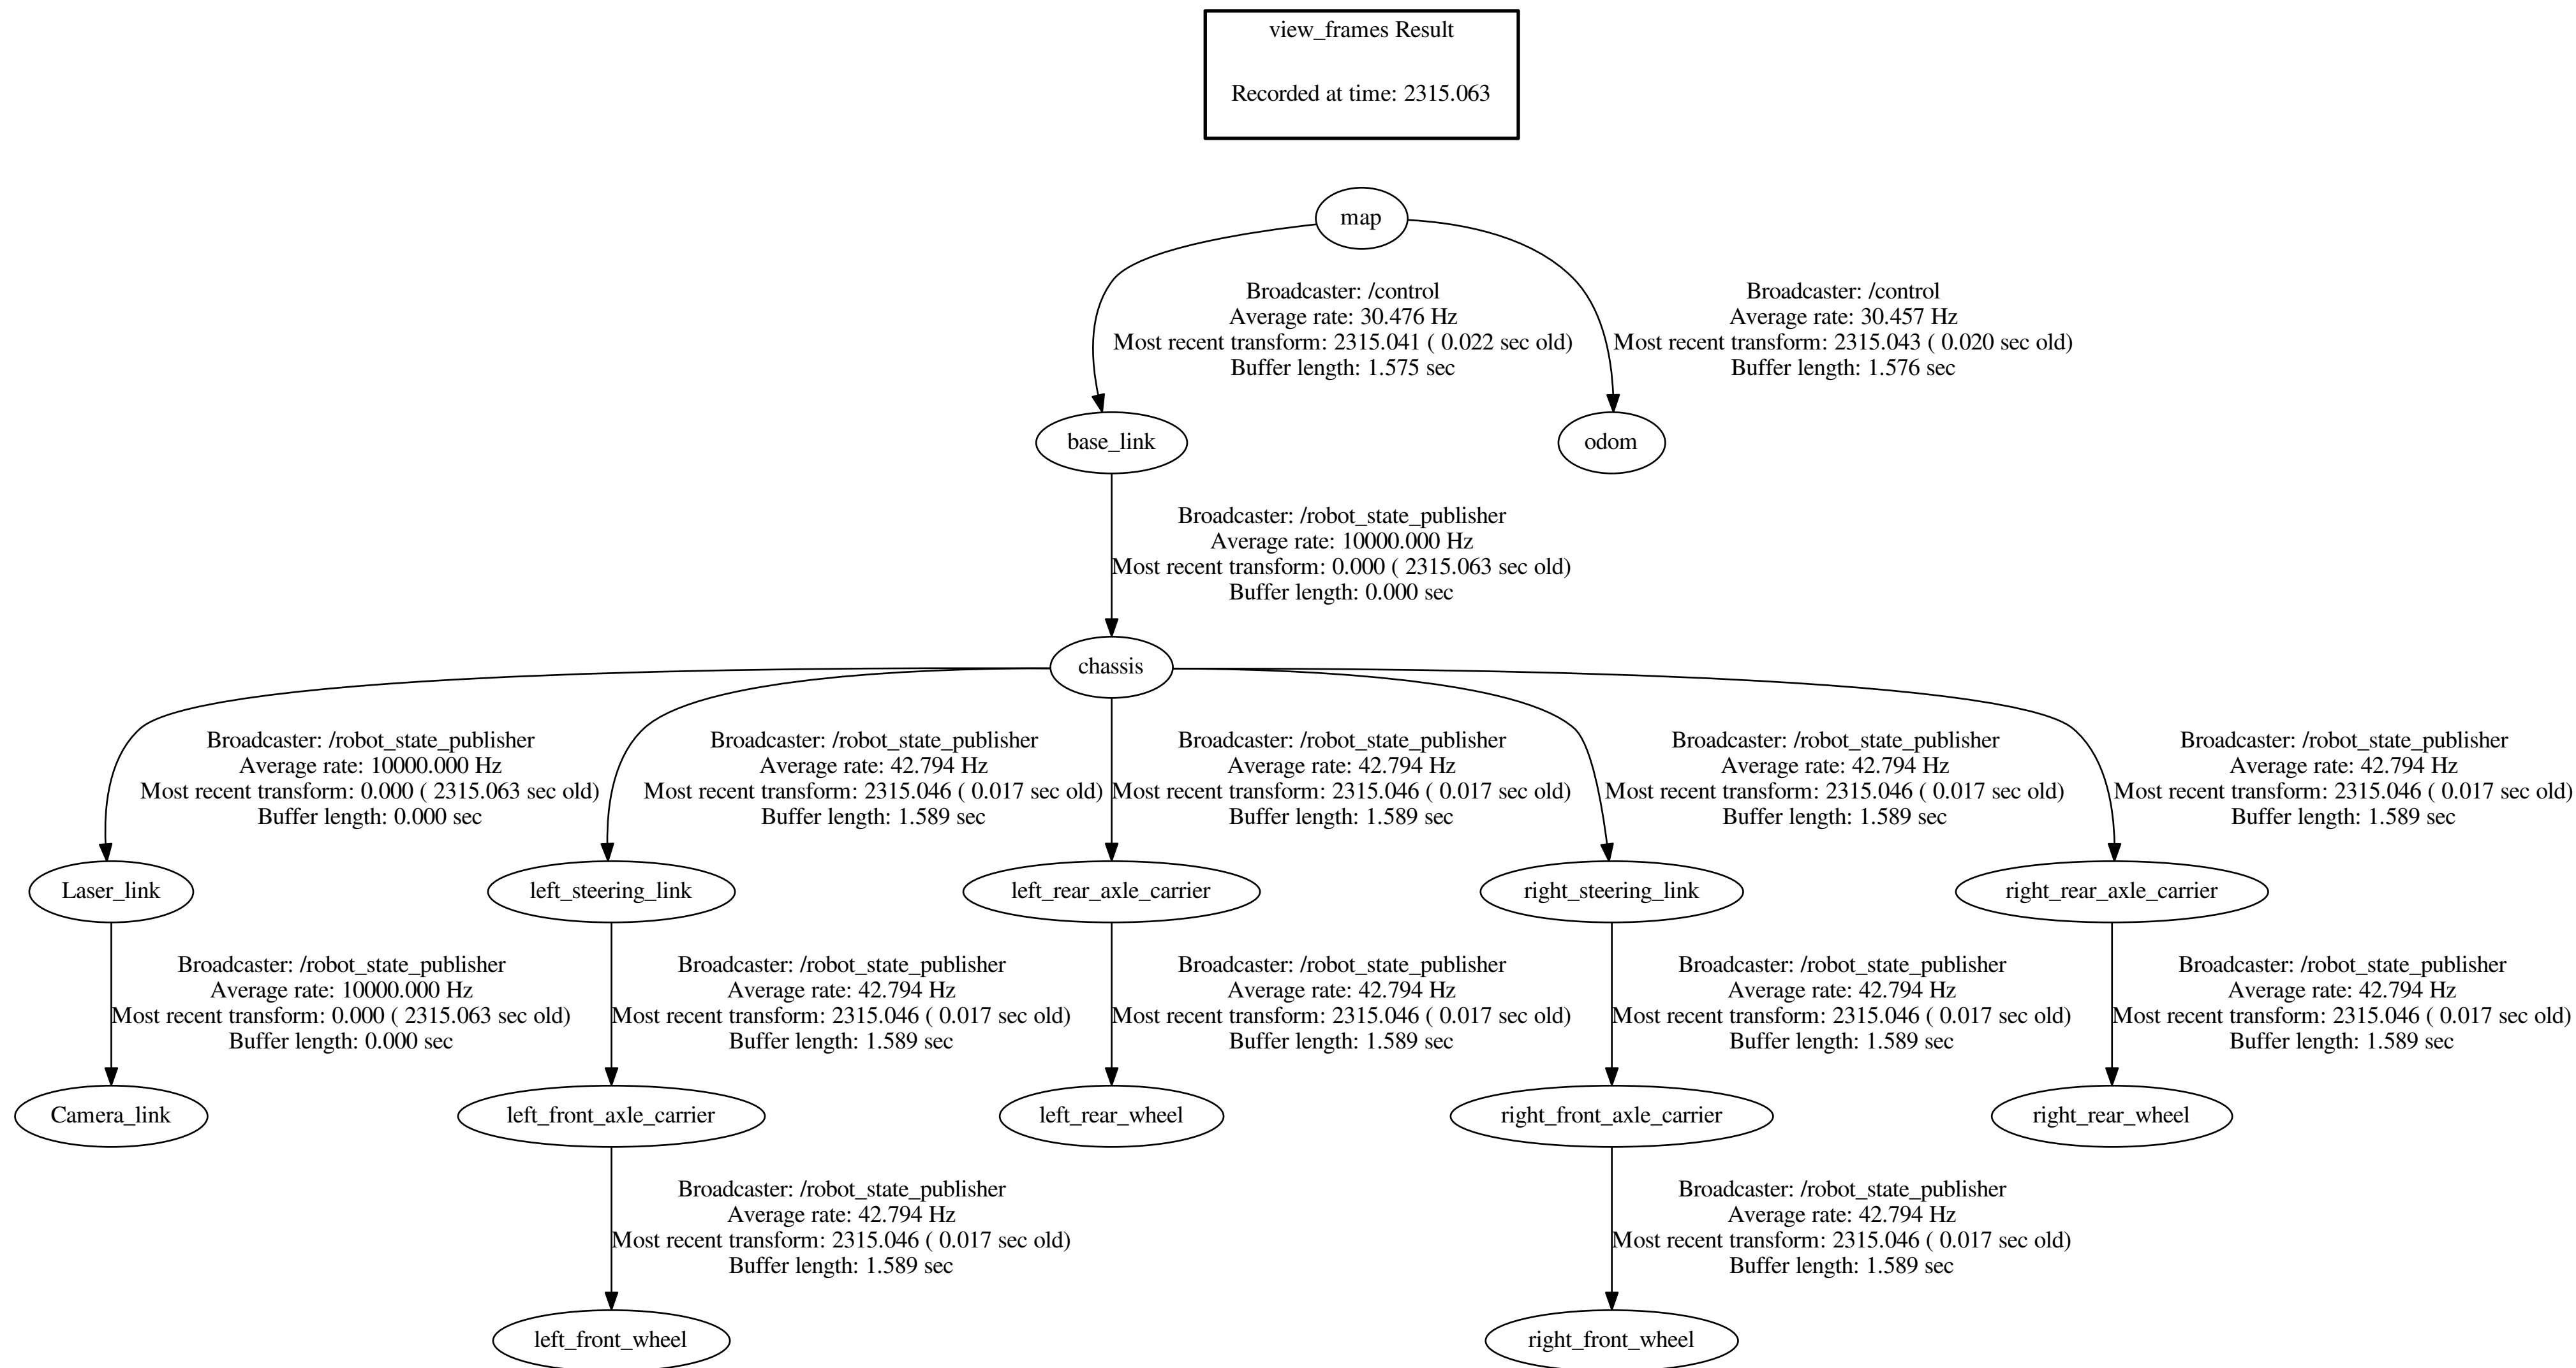 view_frames Result
Recorded at time: 2315.063
map
Broadcaster: /control
Average rate: 30.476 Hz
Most recent transform: 2315.041 ( 0.022 sec old)
Buffer length: 1.575 sec
Broadcaster: /control
Average rate: 30.457 Hz
Most recent transform: 2315.043 ( 0.020 sec old)
Buffer length: 1.576 sec
base_link
odom
Broadcaster: /robot_state_publisher
Average rate: 10000.000 Hz
Most recent transform: 0.000 ( 2315.063 sec old)
Buffer length: 0.000 sec
chassis
Broadcaster: /robot_state_publisher
Average rate: 10000.000 Hz
Most recent transform: 0.000 ( 2315.063 sec old)
Buffer length: 0.000 sec
Broadcaster: /robot_state_publisher
Average rate: 42.794 Hz
Most recent transform: 2315.046 ( 0.017 sec old)
Buffer length: 1.589 sec
Broadcaster: /robot_state_publisher
Average rate: 42.794 Hz
Most recent transform: 2315.046 ( 0.017 sec old)
Buffer length: 1.589 sec
Broadcaster: /robot_state_publisher
Average rate: 42.794 Hz
Most recent transform: 2315.046 ( 0.017 sec old)
Buffer length: 1.589 sec
Broadcaster: /robot_state_publisher
Average rate: 42.794 Hz
Most recent transform: 2315.046 ( 0.017 sec old)
Buffer length: 1.589 sec
Laser_link
left_steering_link
left_rear_axle_carrier
right_steering_link
right_rear_axle_carrier
Broadcaster: /robot_state_publisher
Average rate: 10000.000 Hz
Most recent transform: 0.000 ( 2315.063 sec old)
Buffer length: 0.000 sec
Broadcaster: /robot_state_publisher
Average rate: 42.794 Hz
Most recent transform: 2315.046 ( 0.017 sec old)
Buffer length: 1.589 sec
Broadcaster: /robot_state_publisher
Average rate: 42.794 Hz
Most recent transform: 2315.046 ( 0.017 sec old)
Buffer length: 1.589 sec
Broadcaster: /robot_state_publisher
Average rate: 42.794 Hz
Most recent transform: 2315.046 ( 0.017 sec old)
Buffer length: 1.589 sec
Broadcaster: /robot_state_publisher
Average rate: 42.794 Hz
Most recent transform: 2315.046 ( 0.017 sec old)
Buffer length: 1.589 sec
Camera_link
left_front_axle_carrier
left_rear_wheel
right_front_axle_carrier
right_rear_wheel
Broadcaster: /robot_state_publisher
Average rate: 42.794 Hz
Most recent transform: 2315.046 ( 0.017 sec old)
Buffer length: 1.589 sec
Broadcaster: /robot_state_publisher
Average rate: 42.794 Hz
Most recent transform: 2315.046 ( 0.017 sec old)
Buffer length: 1.589 sec
left_front_wheel
right_front_wheel